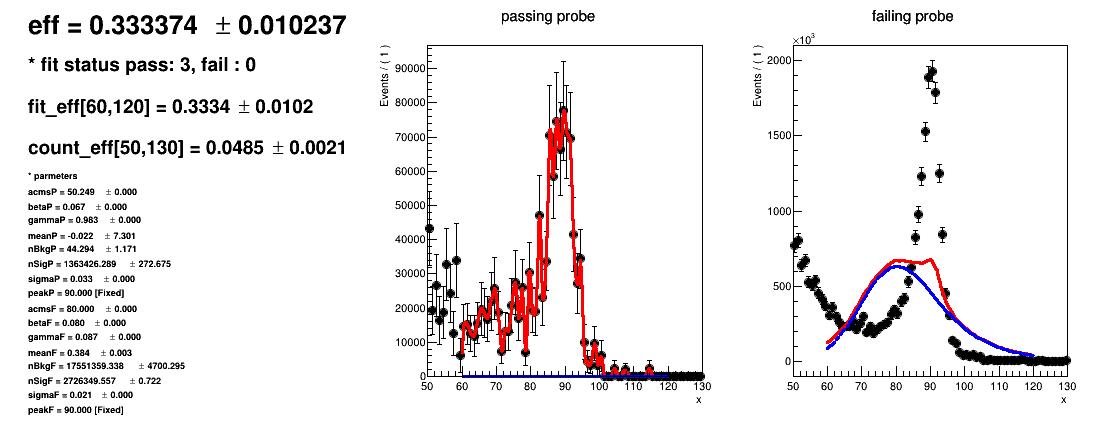 eff = 0.333374 ± 0.010237
* fit status pass: 3, fail : 0
fit_eff[60,120] = 0.3334 ± 0.0102
count_eff[50,130] = 0.0485 ± 0.0021
* parmeters
acmsP = 50.249 ± 0.000
betaP = 0.067 ± 0.000
gammaP = 0.983 ± 0.000
meanP = -0.022 ± 7.301
nBkgP = 44.294 ± 1.171
nSigP = 1363426.289 ± 272.675
sigmaP = 0.033 ± 0.000
peakP = 90.000 [Fixed]
acmsF = 80.000 ± 0.000
betaF = 0.080 ± 0.000
gammaF = 0.087 ± 0.000
meanF = 0.384 ± 0.003
nBkgF = 17551359.338 ± 4700.295
nSigF = 2726349.557 ± 0.722
sigmaF = 0.021 ± 0.000
peakF = 90.000 [Fixed]
passing probe
Events / ( 1 )
90000
80000
70000
60000
50000
40000
30000
20000
10000
0
50 60 70 80 90 100 110 120 130
x
failing probe
×10³
Events / ( 1 )
2000
1500
1000
500
0
50 60 70 80 90 100 110 120 130
x